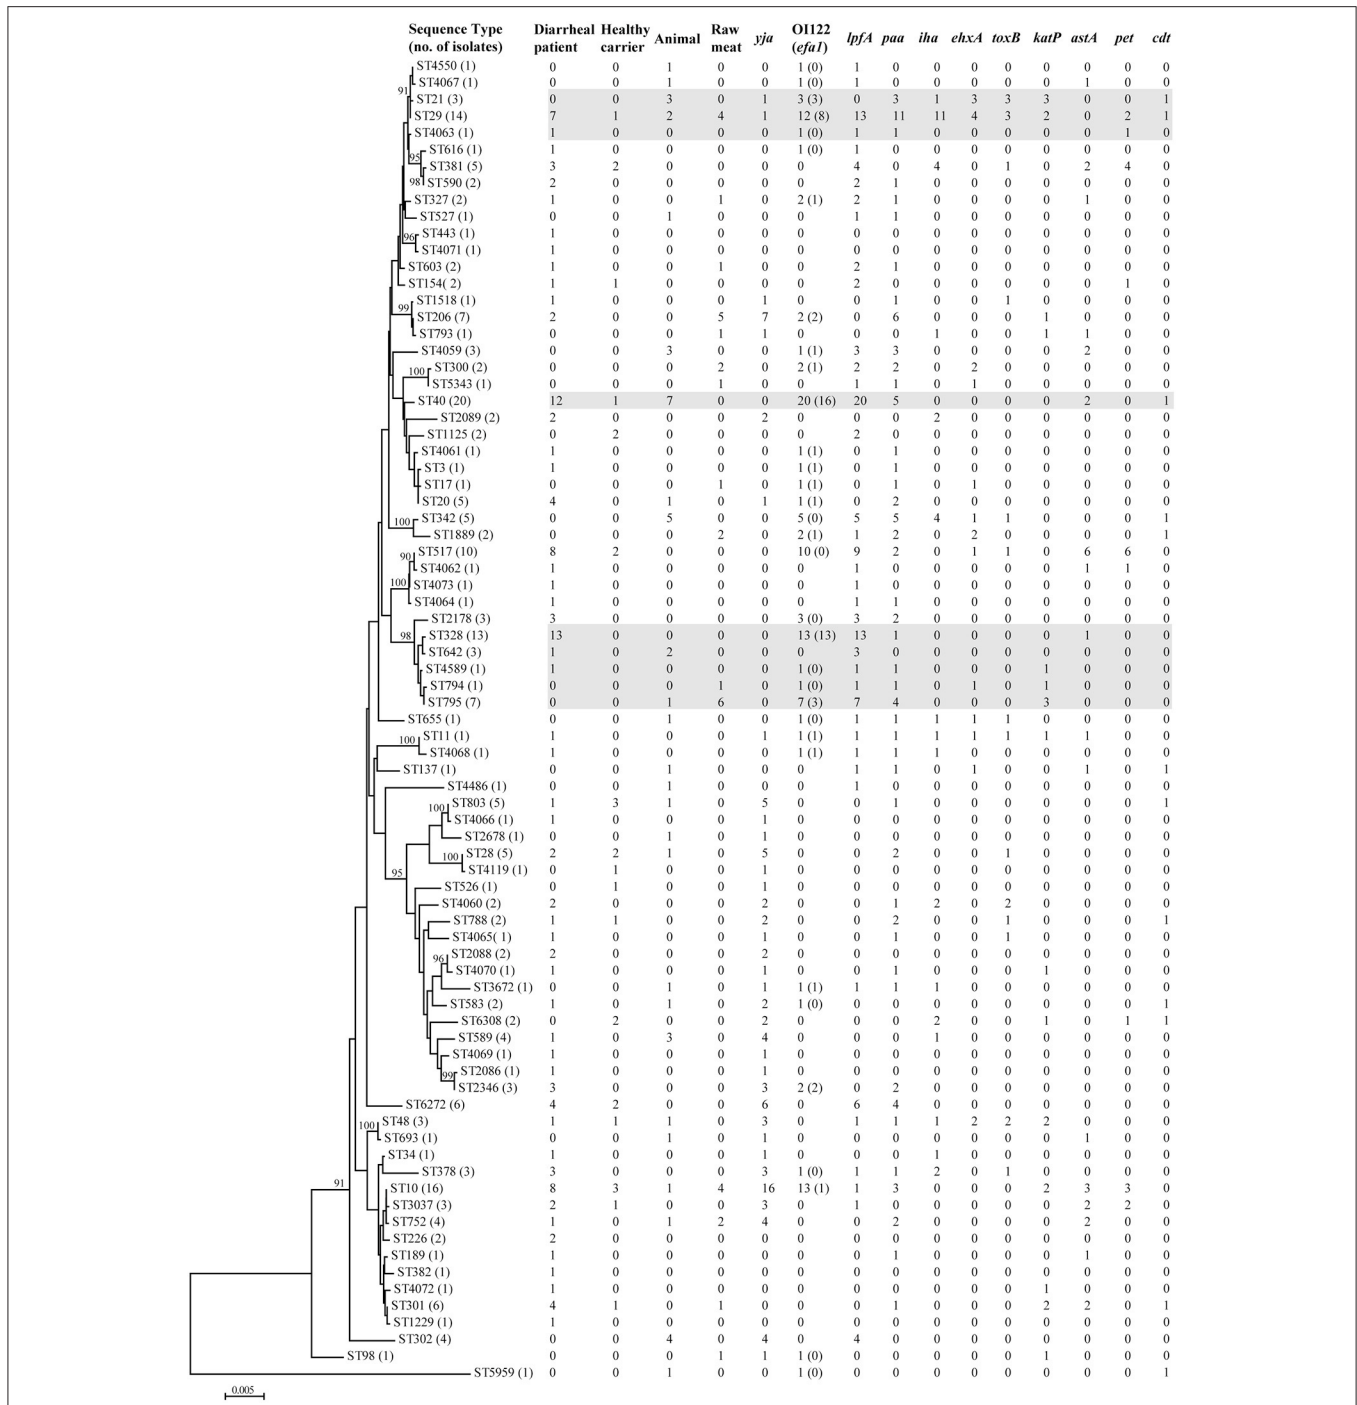 Sequence Type Diarrheal Healthy Animal Raw yja OI122 lpfA paa iha ehxA toxB katP astA pet cdt
(no. of isolates) patient carrier meat (efa1)
ST4550 (1) 0 0 1 0 0 1 (0) 1 0 0 0 0 0 0 0 0
ST4067 (1) 0 0 1 0 0 1 (0) 1 0 0 0 0 0 1 0 0
91
ST21 (3) 0 0 3 0 1 3 (3) 0 3 1 3 3 3 0 0 1
ST29 (14) 7 1 2 4 1 12 (8) 13 11 11 4 3 2 0 2 1
ST4063 (1) 1 0 0 0 0 1 (0) 1 1 0 0 0 0 0 1 0
ST616 (1) 1 0 0 0 0 1 (0) 1 0 0 0 0 0 0 0 0
95
ST381 (5) 3 2 0 0 0 0 4 0 4 0 1 0 2 4 0
98 ST590 (2) 2 0 0 0 0 0 2 1 0 0 0 0 0 0 0
ST327 (2) 1 0 0 1 0 2 (1) 2 1 0 0 0 0 1 0 0
ST527 (1) 0 0 1 0 0 0 1 1 0 0 0 0 0 0 0
ST443 (1) 1 0 0 0 0 0 0 0 0 0 0 0 0 0 0
96
ST4071 (1) 1 0 0 0 0 0 0 0 0 0 0 0 0 0 0
ST603 (2) 1 0 0 1 0 0 2 1 0 0 0 0 0 0 0
ST154( 2) 1 1 0 0 0 0 2 0 0 0 0 0 0 1 0
ST1518 (1) 1 0 0 0 1 0 0 1 0 0 1 0 0 0 0
99
ST206 (7) 2 0 0 5 7 2 (2) 0 6 0 0 0 1 0 0 0
ST793 (1) 0 0 0 1 1 0 0 0 1 0 0 1 1 0 0
ST4059 (3) 0 0 3 0 0 1 (1) 3 3 0 0 0 0 2 0 0
100 ST300 (2) 0 0 0 2 0 2 (1) 2 2 0 2 0 0 0 0 0
ST5343 (1) 0 0 0 1 0 0 1 1 0 1 0 0 0 0 0
ST40 (20) 12 1 7 0 0 20 (16) 20 5 0 0 0 0 2 0 1
ST2089 (2) 2 0 0 0 2 0 0 0 2 0 0 0 0 0 0
ST1125 (2) 0 2 0 0 0 0 2 0 0 0 0 0 0 0 0
ST4061 (1) 1 0 0 0 0 1 (1) 0 1 0 0 0 0 0 0 0
ST3 (1) 1 0 0 0 0 1 (1) 0 1 0 0 0 0 0 0 0
ST17 (1) 0 0 0 1 0 1 (1) 0 1 0 1 0 0 0 0 0
ST20 (5) 4 0 1 0 1 1 (1) 0 2 0 0 0 0 0 0 0
100 ST342 (5) 0 0 5 0 0 5 (0) 5 5 4 1 1 0 0 0 1
ST1889 (2) 0 0 0 2 0 2 (1) 1 2 0 2 0 0 0 0 1
90 ST517 (10) 8 2 0 0 0 10 (0) 9 2 0 1 1 0 6 6 0
ST4062 (1) 1 0 0 0 0 0 1 0 0 0 0 0 1 1 0
100 ST4073 (1) 1 0 0 0 0 0 1 0 0 0 0 0 0 0 0
ST4064 (1) 1 0 0 0 0 0 1 1 0 0 0 0 0 0 0
ST2178 (3) 3 0 0 0 0 3 (0) 3 2 0 0 0 0 0 0 0
98 ST328 (13) 13 0 0 0 0 13 (13) 13 1 0 0 0 0 1 0 0
ST642 (3) 1 0 2 0 0 0 3 0 0 0 0 0 0 0 0
ST4589 (1) 1 0 0 0 0 1 (0) 1 1 0 0 0 1 0 0 0
ST794 (1) 0 0 0 1 0 1 (0) 1 1 0 1 0 1 0 0 0
ST795 (7) 0 0 1 6 0 7 (3) 7 4 0 0 0 3 0 0 0
ST655 (1) 0 0 1 0 0 1 (0) 1 1 1 1 1 0 0 0 0
100 ST11 (1) 1 0 0 0 1 1 (1) 1 1 1 1 1 1 1 0 0
ST4068 (1) 1 0 0 0 0 1 (1) 1 1 1 0 0 0 0 0 0
ST137 (1) 0 0 1 0 0 0 1 1 0 1 0 0 1 0 1
ST4486 (1) 0 0 1 0 0 0 1 0 0 0 0 0 0 0 0
100 ST803 (5) 1 3 1 0 5 0 0 1 0 0 0 0 0 0 1
ST4066 (1) 1 0 0 0 1 0 0 0 0 0 0 0 0 0 0
ST2678 (1) 0 0 1 0 1 0 0 0 0 0 0 0 0 0 0
100 ST28 (5) 2 2 1 0 5 0 0 2 0 0 1 0 0 0 0
95 ST4119 (1) 0 1 0 0 1 0 0 0 0 0 0 0 0 0 0
ST526 (1) 0 1 0 0 1 0 0 0 0 0 0 0 0 0 0
ST4060 (2) 2 0 0 0 2 0 0 1 2 0 2 0 0 0 0
ST788 (2) 1 1 0 0 2 0 0 2 0 0 1 0 0 0 1
ST4065( 1) 1 0 0 0 1 0 0 1 0 0 1 0 0 0 0
96 ST2088 (2) 2 0 0 0 2 0 0 0 0 0 0 0 0 0 0
ST4070 (1) 1 0 0 0 1 0 0 1 0 0 0 1 0 0 0
ST3672 (1) 0 0 1 0 1 1 (1) 1 1 1 0 0 0 0 0 0
ST583 (2) 1 0 1 0 2 1 (0) 0 0 0 0 0 0 0 0 1
ST6308 (2) 0 2 0 0 2 0 0 0 2 0 0 1 0 1 1
ST589 (4) 1 0 3 0 4 0 0 0 1 0 0 0 0 0 0
ST4069 (1) 1 0 0 0 1 0 0 0 0 0 0 0 0 0 0
99 ST2086 (1) 1 0 0 0 1 0 0 0 0 0 0 0 0 0 0
ST2346 (3) 3 0 0 0 3 2 (2) 0 2 0 0 0 0 0 0 0
ST6272 (6) 4 2 0 0 6 0 6 4 0 0 0 0 0 0 0
100 ST48 (3) 1 1 1 0 3 0 1 1 1 2 2 2 0 0 0
ST693 (1) 0 0 1 0 1 0 0 0 0 0 0 0 1 0 0
ST34 (1) 1 0 0 0 1 0 0 0 1 0 0 0 0 0 0
ST378 (3) 3 0 0 0 3 1 (0) 1 1 2 0 1 0 0 0 0
91 ST10 (16) 8 3 1 4 16 13 (1) 1 3 0 0 0 2 3 3 0
ST3037 (3) 2 1 0 0 3 0 1 0 0 0 0 0 2 2 0
ST752 (4) 1 0 1 2 4 0 0 2 0 0 0 0 2 0 0
ST226 (2) 2 0 0 0 0 0 0 0 0 0 0 0 0 0 0
ST189 (1) 1 0 0 0 0 0 0 1 0 0 0 0 1 0 0
ST382 (1) 1 0 0 0 0 0 0 0 0 0 0 0 0 0 0
ST4072 (1) 1 0 0 0 0 0 0 0 0 0 0 1 0 0 0
ST301 (6) 4 1 0 1 0 0 0 1 0 0 0 2 2 0 1
ST1229 (1) 1 0 0 0 0 0 0 0 0 0 0 0 0 0 0
ST302 (4) 0 0 4 0 4 0 4 0 0 0 0 0 0 0 0
ST98 (1) 0 0 0 1 1 1 (0) 0 0 0 0 0 1 0 0 0
ST5959 (1) 0 0 1 0 0 1 (0) 0 0 0 0 0 0 0 0 1
0.005